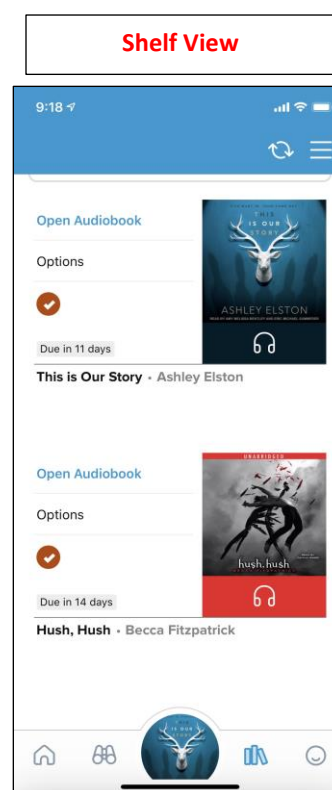 Shelf View
9:18
Open Audiobook
Options
Due in 11 days
THIS
IS OUR
STORY
ASHLEY ELSTON
This is Our Story • Ashley Elston
UNABRIDGED
Open Audiobook
Options
Due in 14 days
hush, hush
Hush, Hush • Becca Fitzpatrick